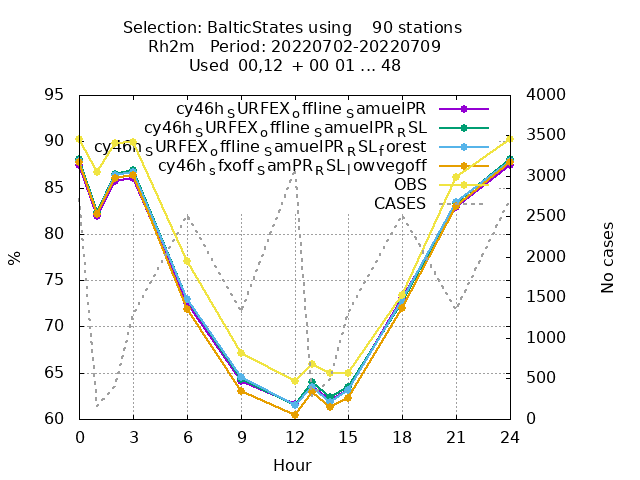 Selection: BalticStates using 90 stations
Rh2m Period: 20220702-20220709
Used 00,12 + 00 01 ... 48
cy46h_SURFEX_offline_SamuelPR
cy46h_SURFEX_offline_SamuelPR_RSL
cy46h_SURFEX_offline_SamuelPR_RSL_forest
cy46h_sfxoff_SamPR_RSL_lowvegoff
OBS
CASES
95
90
85
80
75
70
65
60
%
4000
3500
3000
2500
2000
1500
1000
500
0
No cases
0 3 6 9 12 15 18 21 24
Hour